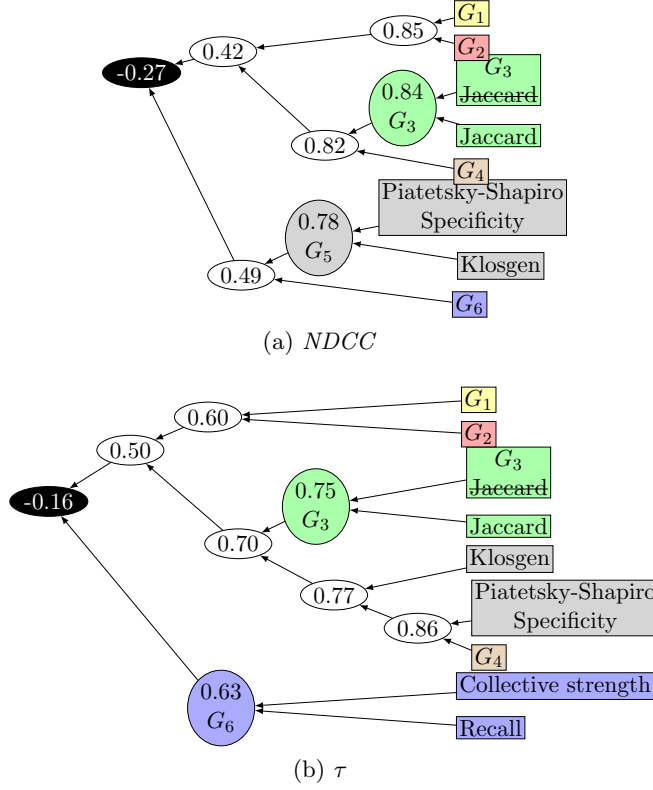 G1
0.85
G2
0.42
-0.27
G3
0.84
Jaccard
G3
Jaccard
0.82
G4
Piatetsky-Shapiro
Specificity
0.78
G5
Klosgen
0.49
G6
(a) NDCC
G1
0.60
G2
0.50
G3
Jaccard
0.75
-0.16
G3
Jaccard
0.70
Klosgen
0.77
Piatetsky-Shapiro
Specificity
0.86
G4
Collective strength
0.63
G6
Recall
(b) τ